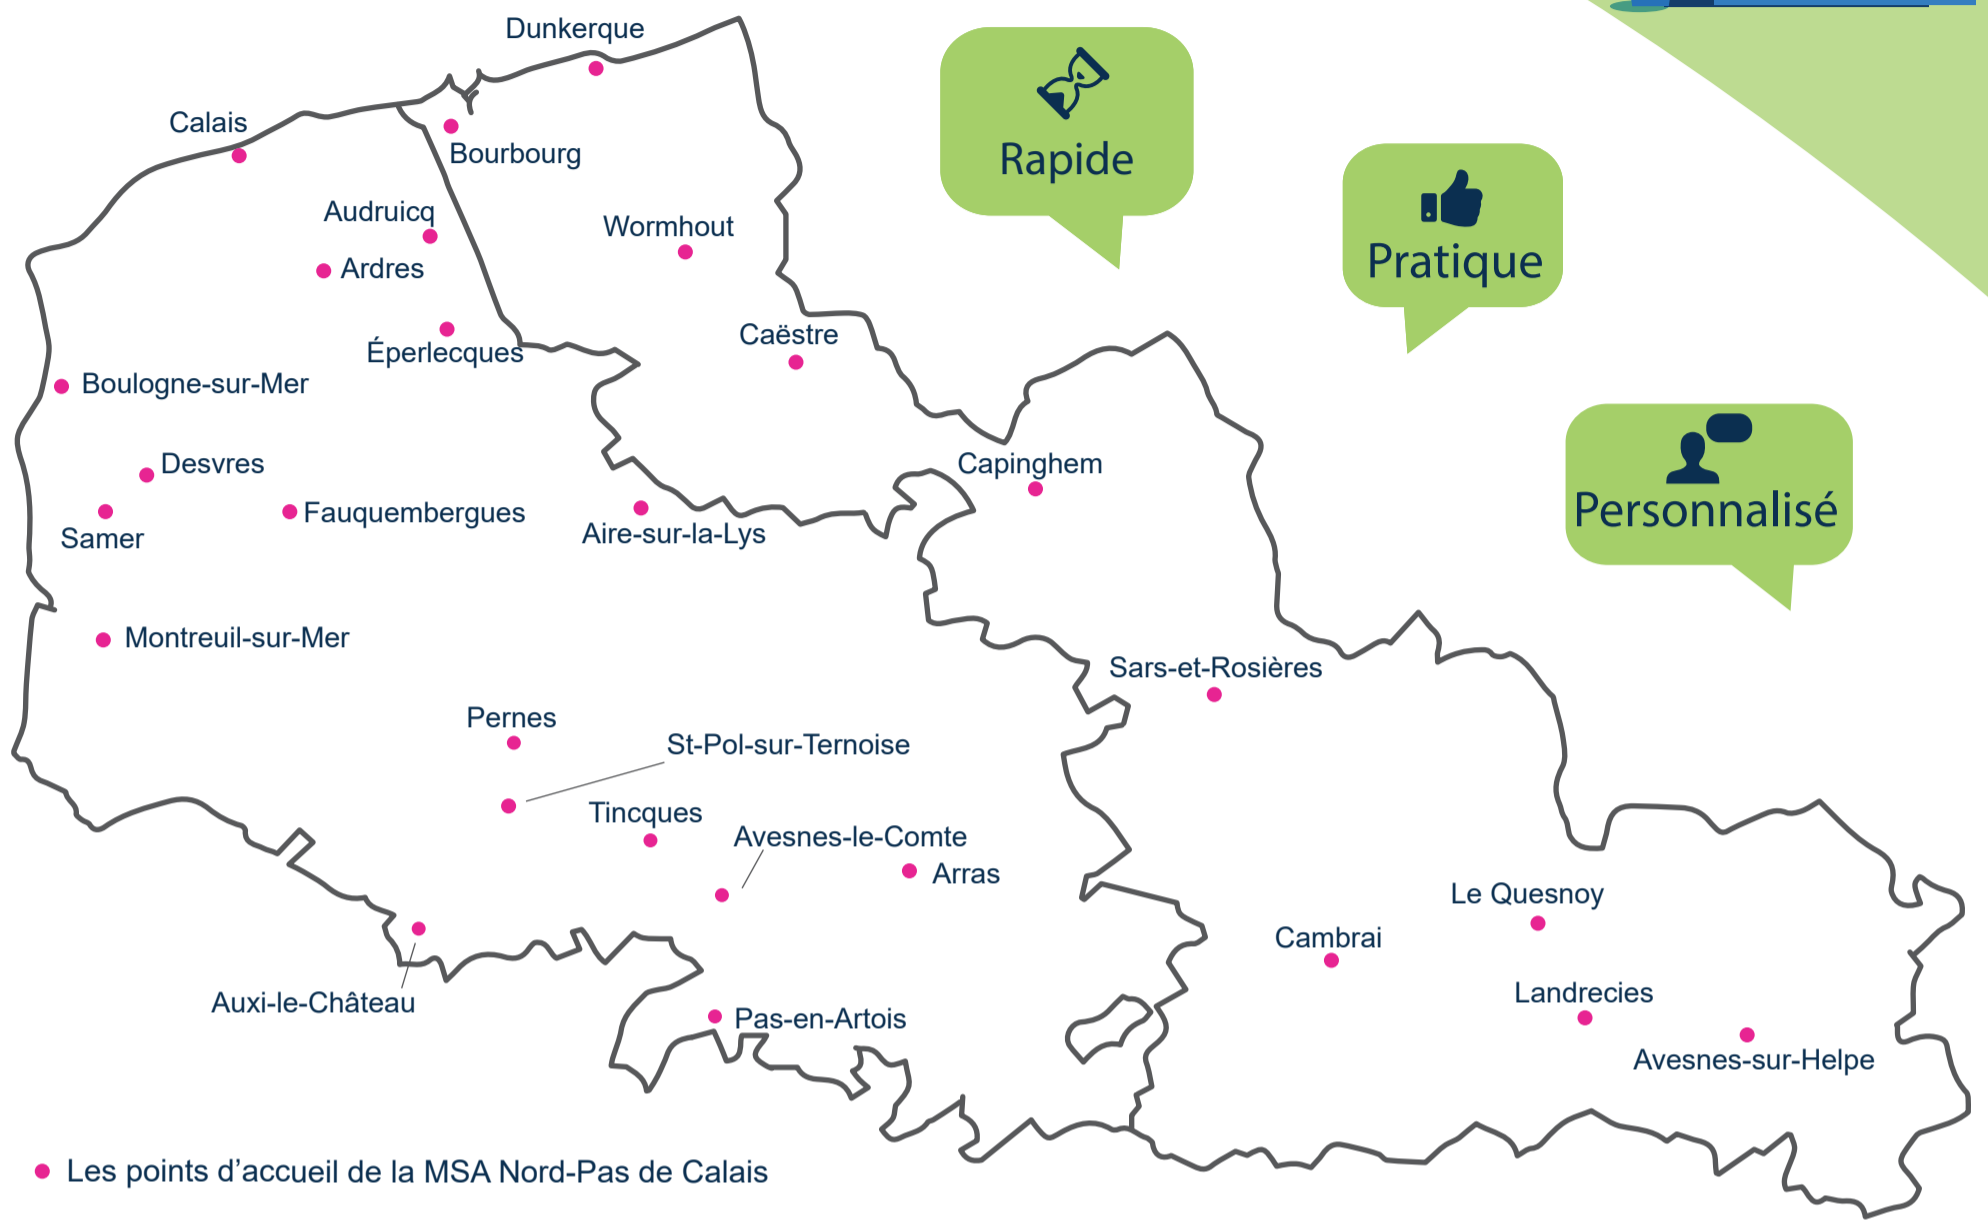 Dunkerque
Rapide
Calais
Bourbourg
Pratique
Audruicq
Wormhout
Ardres
Caëstre
Éperlecques
Boulogne-sur-Mer
Personnalisé
Desvres
Capinghem
Fauquembergues
Samer
Aire-sur-la-Lys
Montreuil-sur-Mer
Sars-et-Rosières
Pernes
St-Pol-sur-Ternoise
Tincques
Avesnes-le-Comte
Arras
Le Quesnoy
Cambrai
Landrecies
Auxi-le-Château
Pas-en-Artois
Avesnes-sur-Helpe
Les points d’accueil de la MSA Nord-Pas de Calais